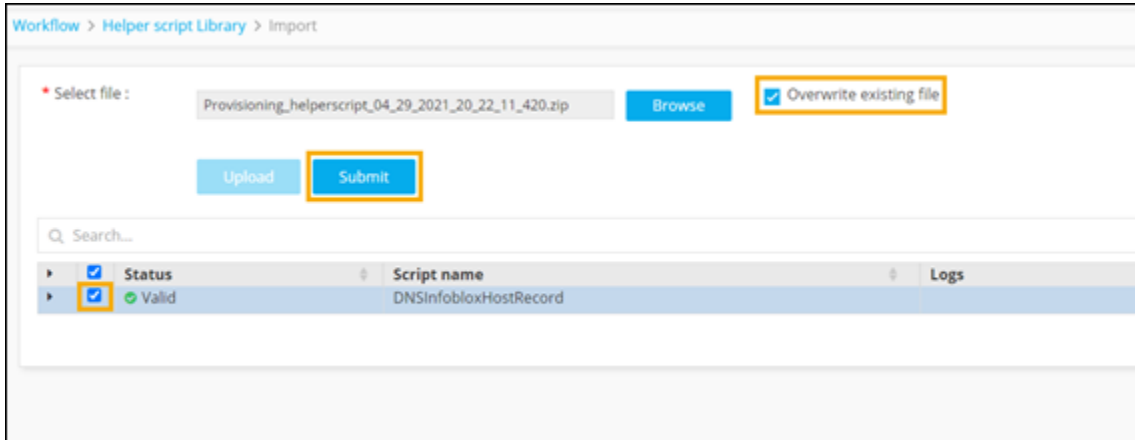 Workflow > Helper script Library > Import
* Select file :
Provisioning_helperscript_04_29_2021_20_22_11_420.zip
Browse
Overwrite existing file
Upload
Submit
Search...
Status Script name Logs
Valid DNSInfobloxHostRecord